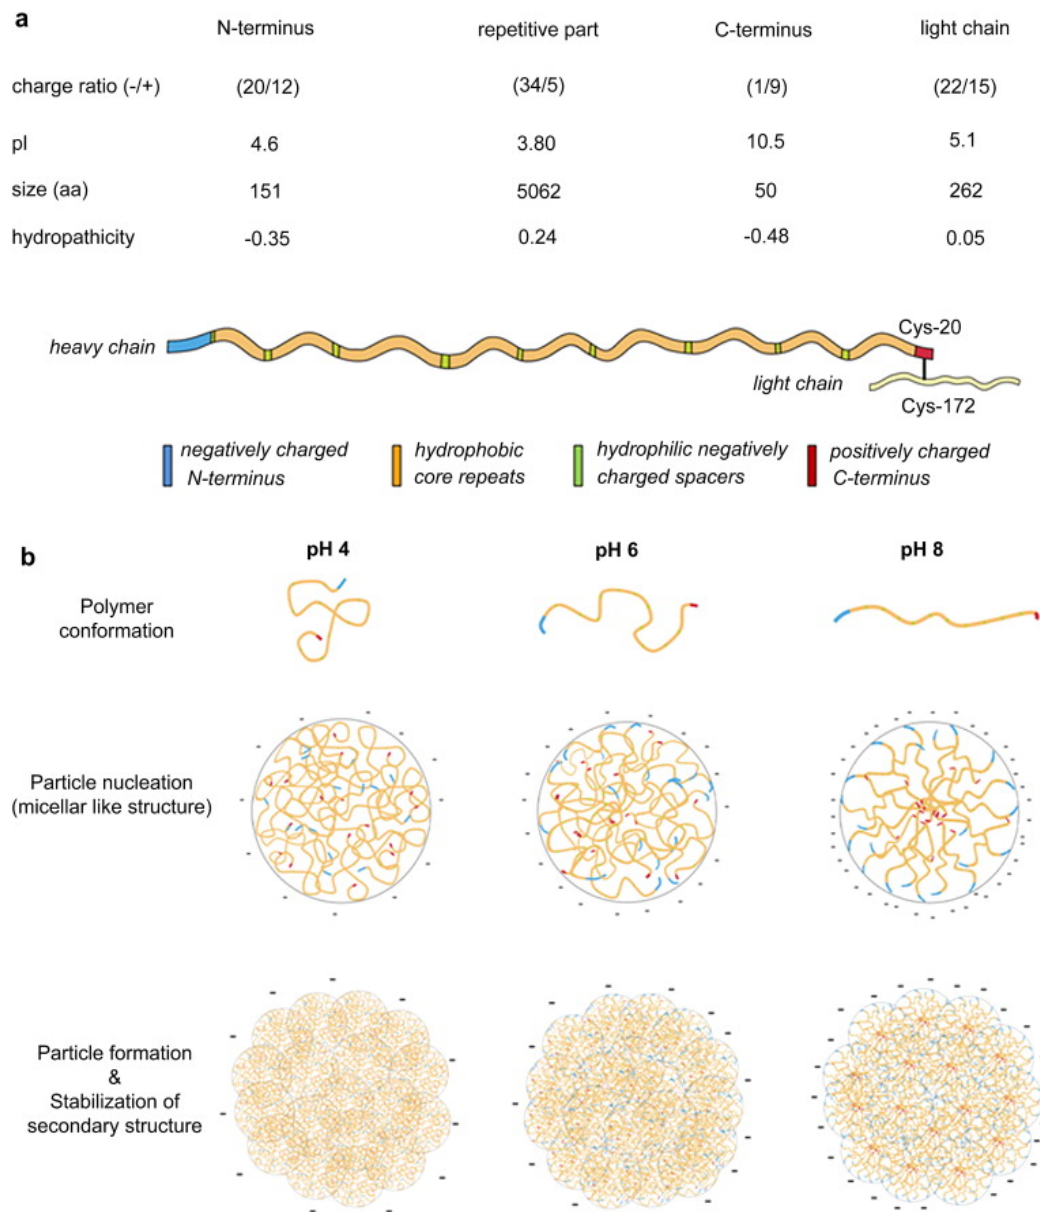 a
N-terminus repetitive part C-terminus light chain
charge ratio (-/+) (20/12) (34/5) (1/9) (22/15)
pI 4.6 3.80 10.5 5.1
size (aa) 151 5062 50 262
hydropathicity -0.35 0.24 -0.48 0.05
heavy chain
Cys-20
light chain
Cys-172
negatively charged
N-terminus
hydrophobic
core repeats
hydrophilic negatively
charged spacers
positively charged
C-terminus
b
pH 4 pH 6 pH 8
Polymer
conformation
Particle nucleation
(micellar like structure)
Particle formation
&
Stabilization of
secondary structure